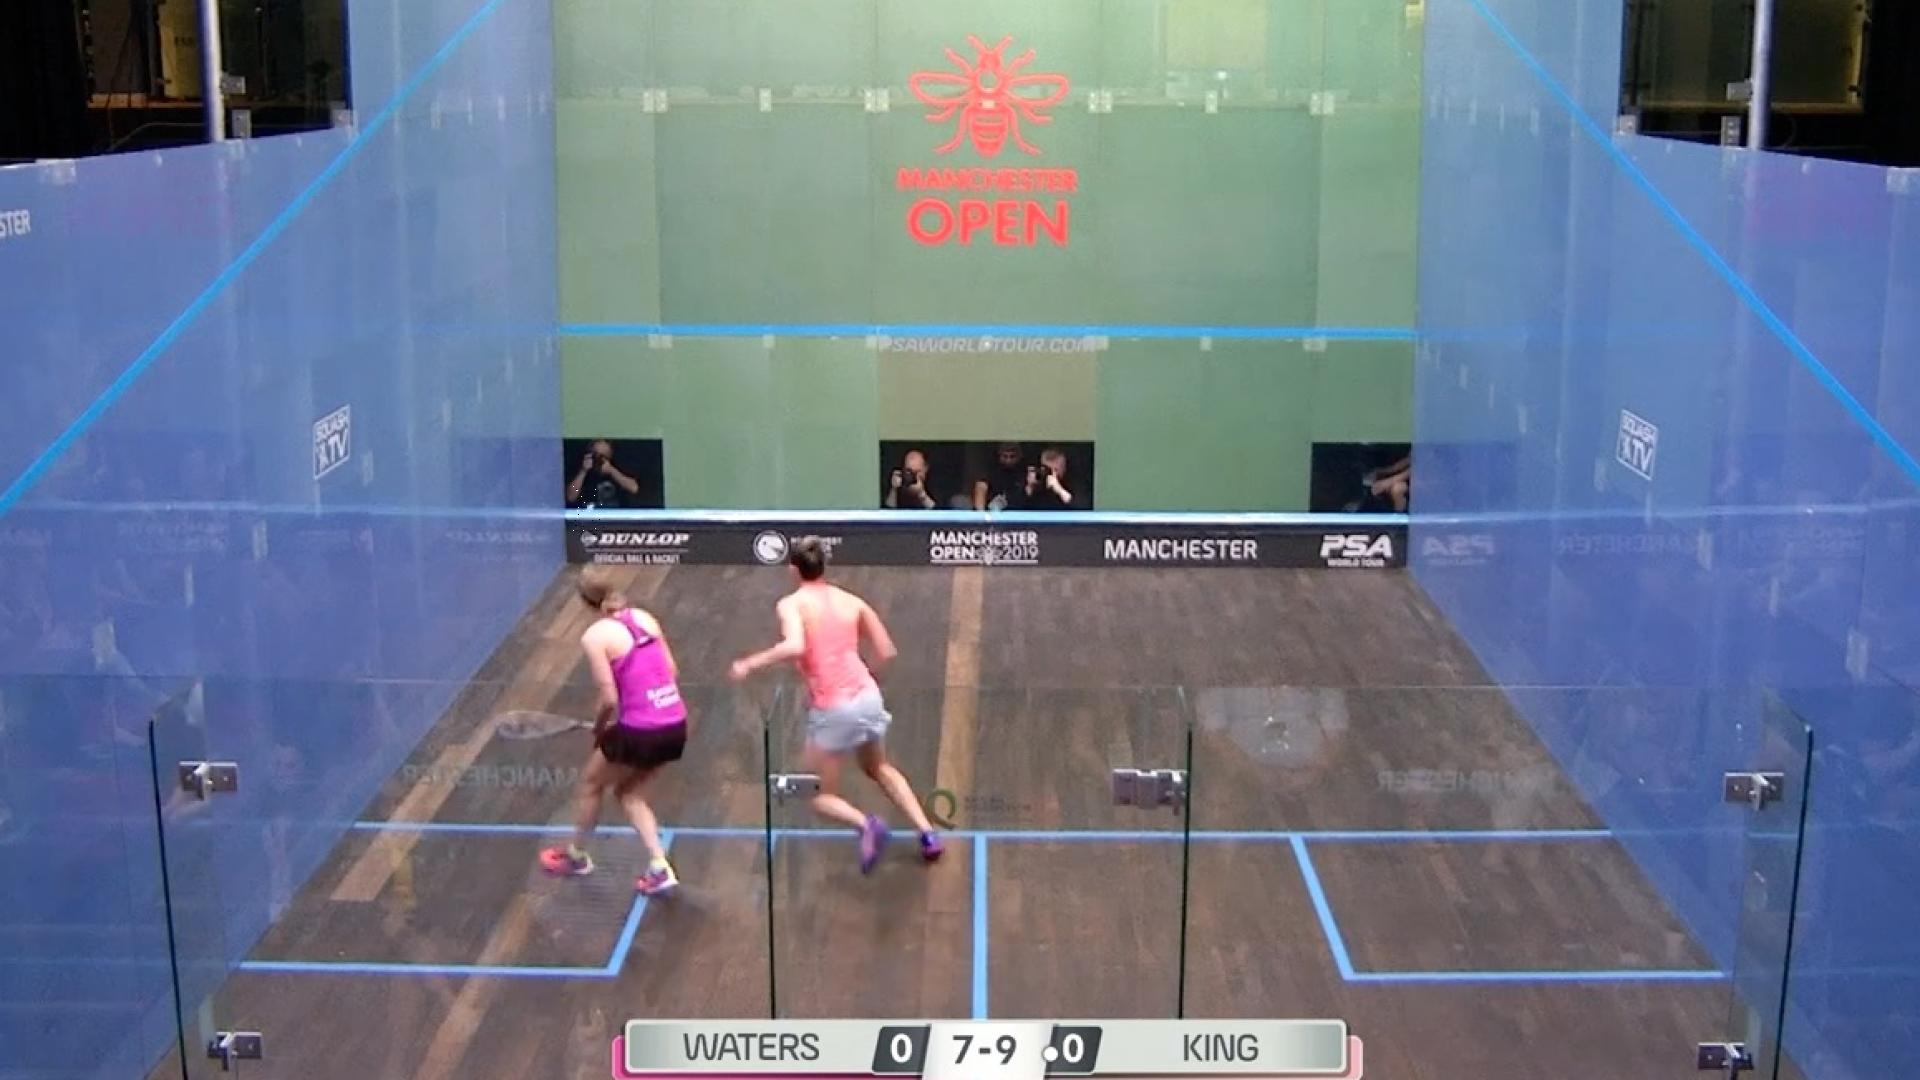 MANCHESTER
OPEN
STER
PSAWORLDTOUR.COM
SQUASH
TV
SQUASH
TV
DUNLOP
OFFICIAL BALL & RACKET
MANCHESTER
OPEN 2019
MANCHESTER
PSA
WORLD TOUR
WATERS 0 7-9 0 KING